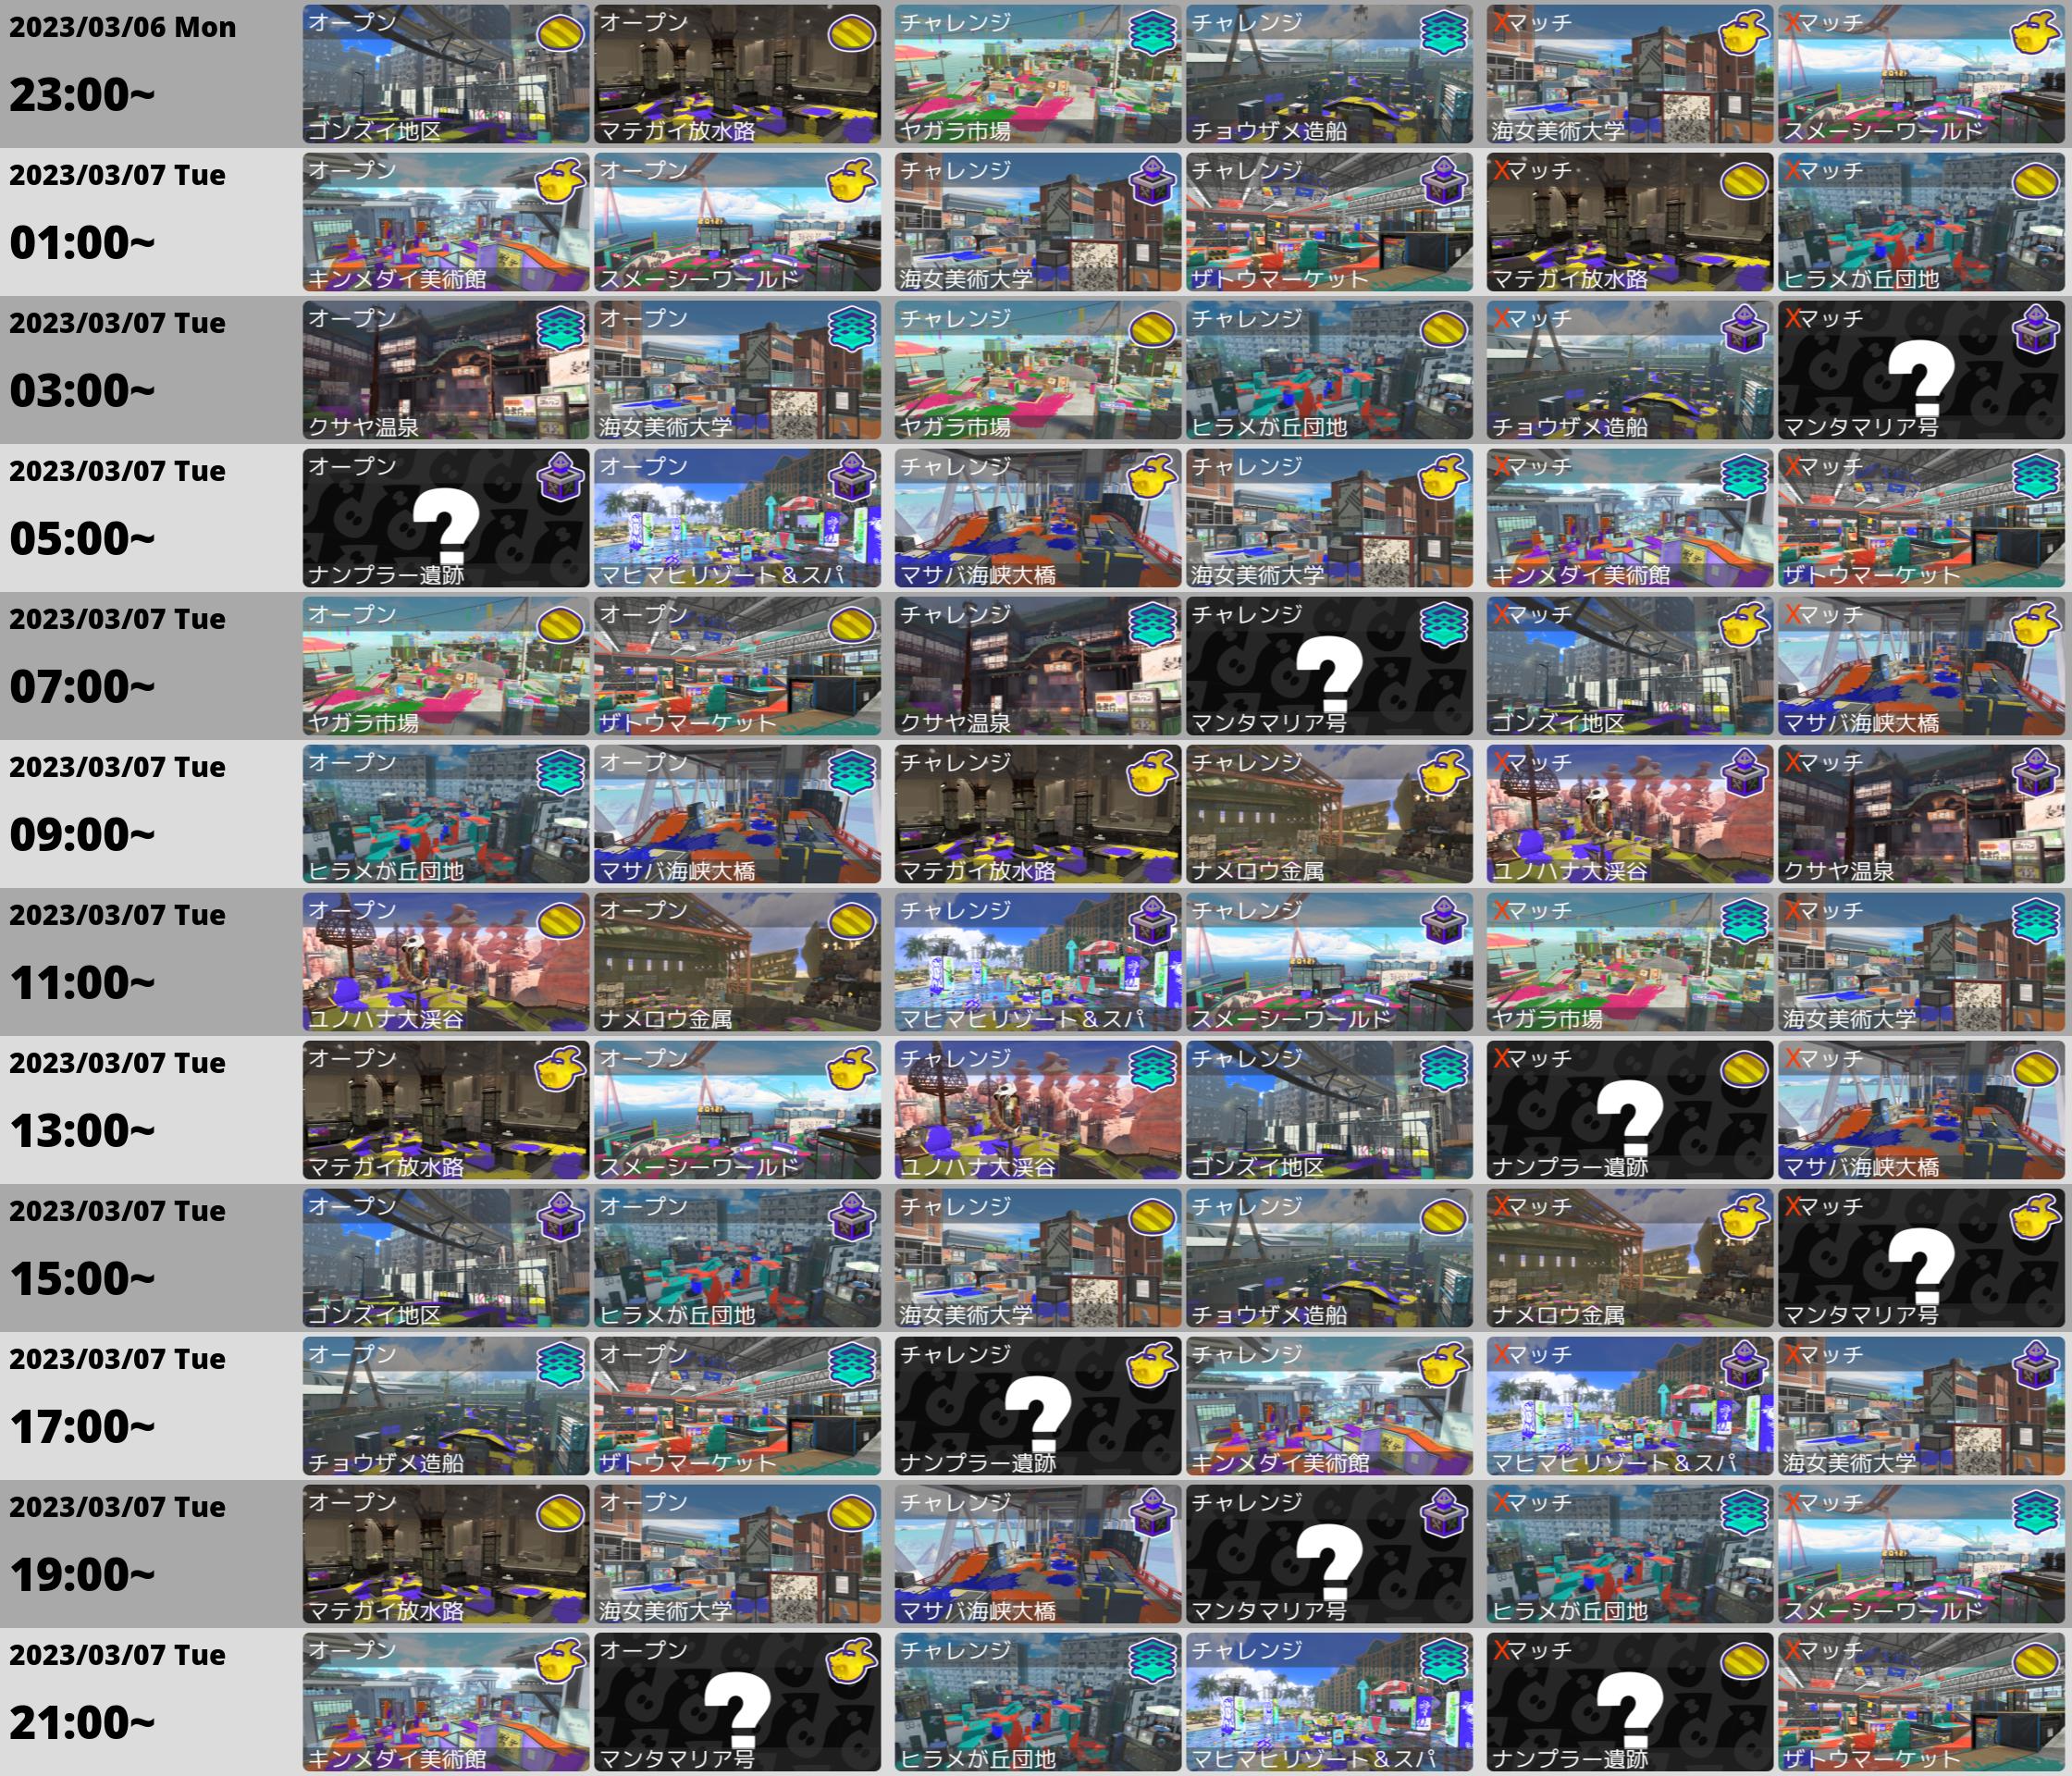 2023/03/06 Mon
23:00~
オープン オープン チャレンジ チャレンジ Xマッチ Xマッチ
ゴンズイ地区 マテガイ放水路 ヤガラ市場 チョウザメ造船 海女美術大学 スメーシーワールド
2023/03/07 Tue
01:00~
オープン オープン チャレンジ チャレンジ Xマッチ Xマッチ
キンメダイ美術館 スメーシーワールド 海女美術大学 ザトウマーケット マテガイ放水路 ヒラメが丘団地
2023/03/07 Tue
03:00~
オープン オープン チャレンジ チャレンジ Xマッチ Xマッチ
クサヤ温泉 海女美術大学 ヤガラ市場 ヒラメが丘団地 チョウザメ造船 マンタマリア号
2023/03/07 Tue
05:00~
オープン オープン チャレンジ チャレンジ Xマッチ Xマッチ
ナンプラー遺跡 マヒマヒリゾート＆スパ マサバ海峡大橋 海女美術大学 キンメダイ美術館 ザトウマーケット
2023/03/07 Tue
07:00~
オープン オープン チャレンジ チャレンジ Xマッチ Xマッチ
ヤガラ市場 ザトウマーケット クサヤ温泉 マンタマリア号 ゴンズイ地区 マサバ海峡大橋
2023/03/07 Tue
09:00~
オープン オープン チャレンジ チャレンジ Xマッチ Xマッチ
ヒラメが丘団地 マサバ海峡大橋 マテガイ放水路 ナメロウ金属 ユノハナ大渓谷 クサヤ温泉
2023/03/07 Tue
11:00~
オープン オープン チャレンジ チャレンジ Xマッチ Xマッチ
ユノハナ大渓谷 ナメロウ金属 マヒマヒリゾート＆スパ スメーシーワールド ヤガラ市場 海女美術大学
2023/03/07 Tue
13:00~
オープン オープン チャレンジ チャレンジ Xマッチ Xマッチ
マテガイ放水路 スメーシーワールド ユノハナ大渓谷 ゴンズイ地区 ナンプラー遺跡 マサバ海峡大橋
2023/03/07 Tue
15:00~
オープン オープン チャレンジ チャレンジ Xマッチ Xマッチ
ゴンズイ地区 ヒラメが丘団地 海女美術大学 チョウザメ造船 ナメロウ金属 マンタマリア号
2023/03/07 Tue
17:00~
オープン オープン チャレンジ チャレンジ Xマッチ Xマッチ
チョウザメ造船 ザトウマーケット ナンプラー遺跡 キンメダイ美術館 マヒマヒリゾート＆スパ 海女美術大学
2023/03/07 Tue
19:00~
オープン オープン チャレンジ チャレンジ Xマッチ Xマッチ
マテガイ放水路 海女美術大学 マサバ海峡大橋 マンタマリア号 ヒラメが丘団地 スメーシーワールド
2023/03/07 Tue
21:00~
オープン オープン チャレンジ チャレンジ Xマッチ Xマッチ
キンメダイ美術館 マンタマリア号 ヒラメが丘団地 マヒマヒリゾート＆スパ ナンプラー遺跡 ザトウマーケット